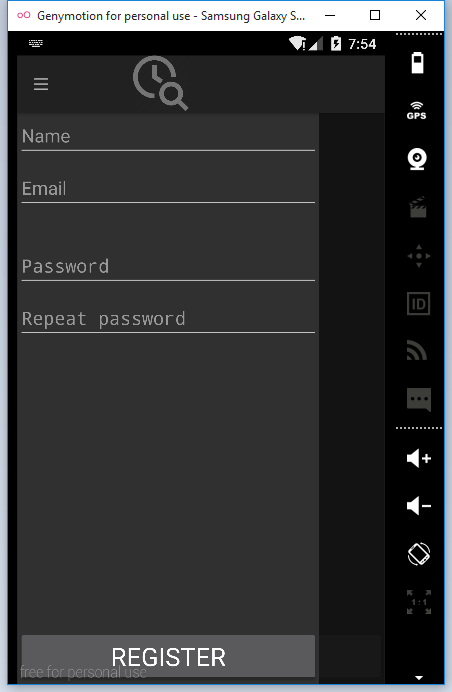 Genymotion for personal use - Samsung Galaxy S...
7:54
GPS
Name
Email
Password
ID
Repeat password
1:1
REGISTER
free for personal use